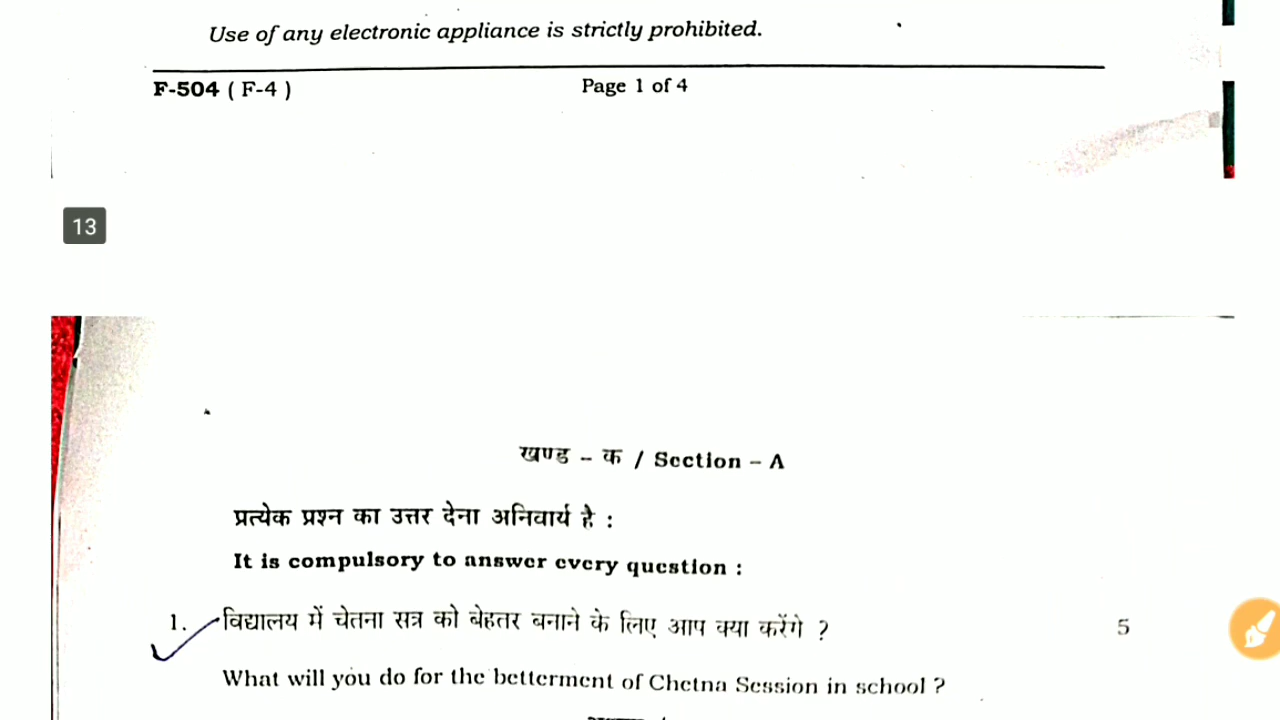 Use of any electronic appliance is strictly prohibited.
F-504 ( F-4 )
Page 1 of 4
13
खण्ड – क / Section – A
प्रत्येक प्रश्न का उत्तर देना अनिवार्य है :
It is compulsory to answer every question :
1. विद्यालय में चेतना सत्र को बेहतर बनाने के लिए आप क्या करेंगे ? 5
What will you do for the betterment of Chetna Session in school ?